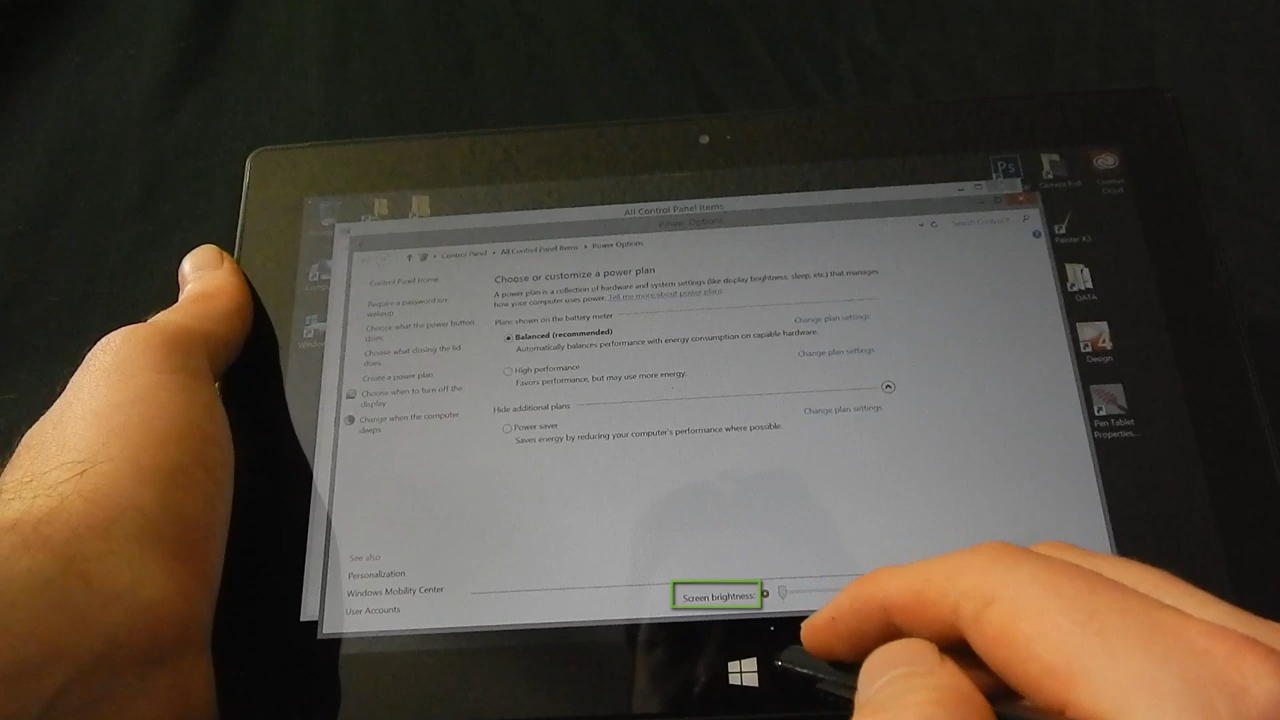 Ps
Camera Roll
Creative
Cloud
All Control Panel Items
Power Options
Control Panel
All Control Panel Items
Power Options
Painter X3
DATA
4
Design
Pen Tablet
Properties...
Control Panel Home
Require a password on
wakeup
Choose what the power button
does
Choose what closing the lid
does
Create a power plan
Choose when to turn off the
display
Change when the computer
sleeps
Choose or customize a power plan
A power plan is a collection of hardware and system settings (like display brightness, sleep, etc.) that manages
how your computer uses power. Tell me more about power plans
Plans shown on the battery meter
Balanced (recommended)
Change plan settings
Automatically balances performance with energy consumption on capable hardware.
High performance
Change plan settings
Favors performance, but may use more energy.
Hide additional plans
Power saver
Change plan settings
Saves energy by reducing your computer's performance where possible.
See also
Personalization
Windows Mobility Center
User Accounts
Screen brightness: